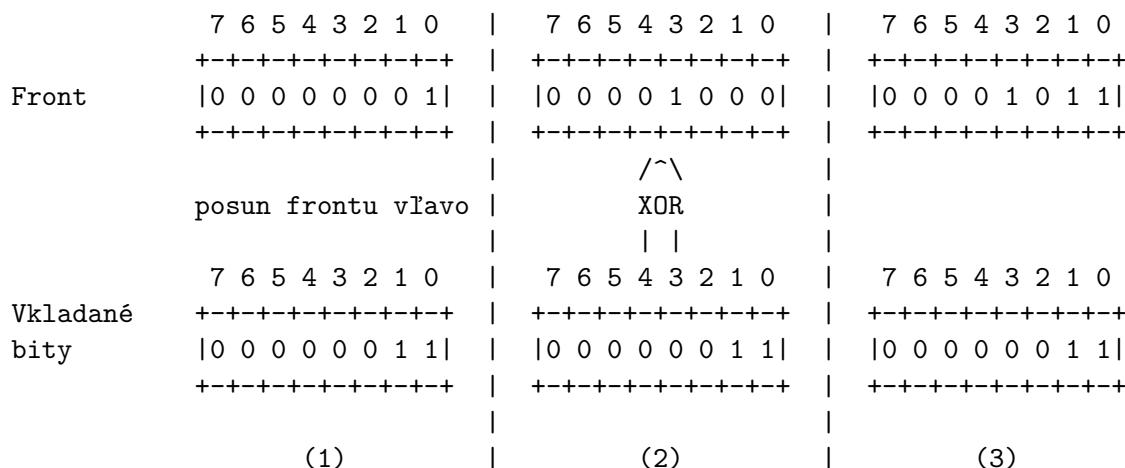 7 6 5 4 3 2 1 0   |   7 6 5 4 3 2 1 0   |   7 6 5 4 3 2 1 0
           +-+-+-+-+-+-+-+-+  |  +-+-+-+-+-+-+-+-+  |  +-+-+-+-+-+-+-+-+
Front      |0 0 0 0 0 0 0 1|  |  |0 0 0 0 1 0 0 0|  |  |0 0 0 0 1 0 1 1|
           +-+-+-+-+-+-+-+-+  |  +-+-+-+-+-+-+-+-+  |  +-+-+-+-+-+-+-+-+
                              |         /^\         |
           posun frontu vľavo |         XOR         |
                              |         | |         |
            7 6 5 4 3 2 1 0   |   7 6 5 4 3 2 1 0   |   7 6 5 4 3 2 1 0
Vkladané   +-+-+-+-+-+-+-+-+  |  +-+-+-+-+-+-+-+-+  |  +-+-+-+-+-+-+-+-+
bity       |0 0 0 0 0 0 1 1|  |  |0 0 0 0 0 0 1 1|  |  |0 0 0 0 0 0 1 1|
           +-+-+-+-+-+-+-+-+  |  +-+-+-+-+-+-+-+-+  |  +-+-+-+-+-+-+-+-+
                              |                     |
                 (1)          |         (2)         |         (3)